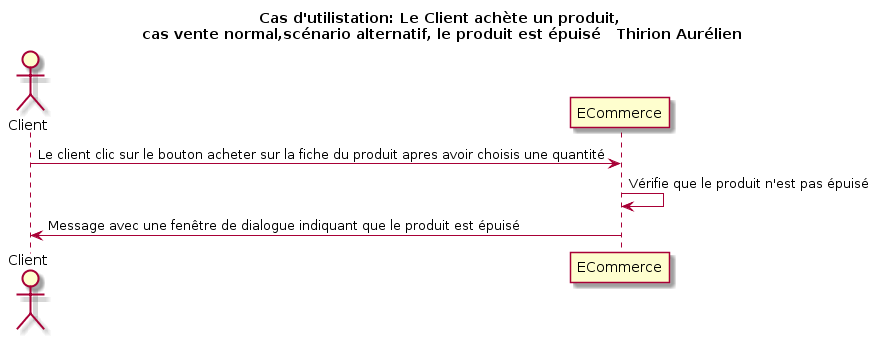 Cas d'utilistation: Le Client achète un produit,
cas vente normal,scénario alternatif, le produit est épuisé   Thirion Aurélien
Client
ECommerce
Le client clic sur le bouton acheter sur la fiche du produit apres avoir choisis une quantité
Vérifie que le produit n'est pas épuisé
Message avec une fenêtre de dialogue indiquant que le produit est épuisé
Client
ECommerce